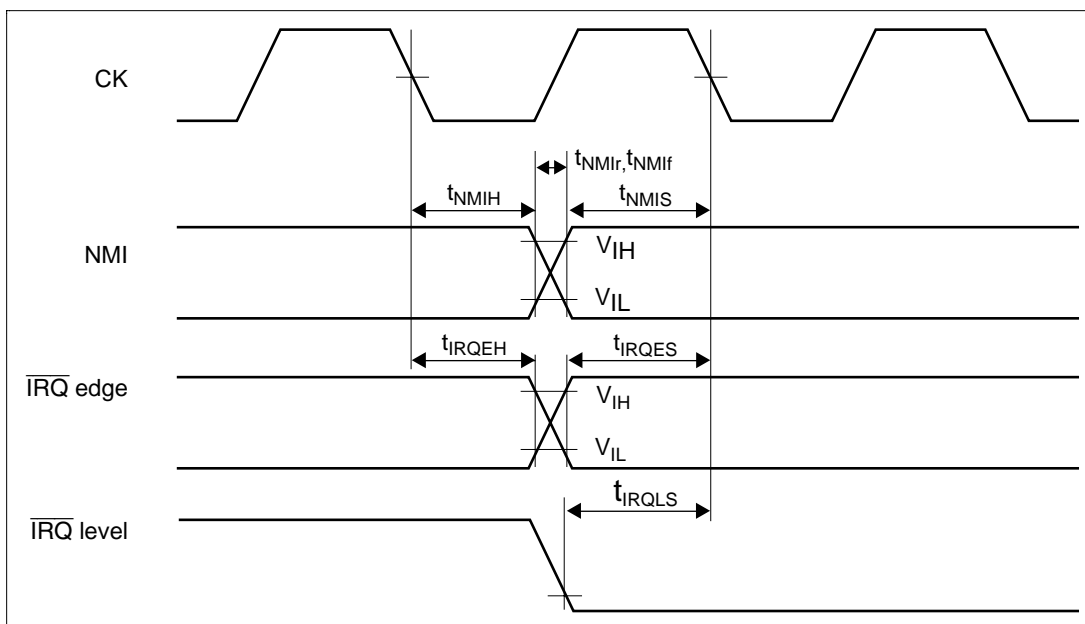 CK
tNMIr,tNMIf
tNMIH
tNMIS
NMI
VIH
VIL
tIRQEH
tIRQES
IRQ edge
VIH
VIL
tIRQLS
IRQ level